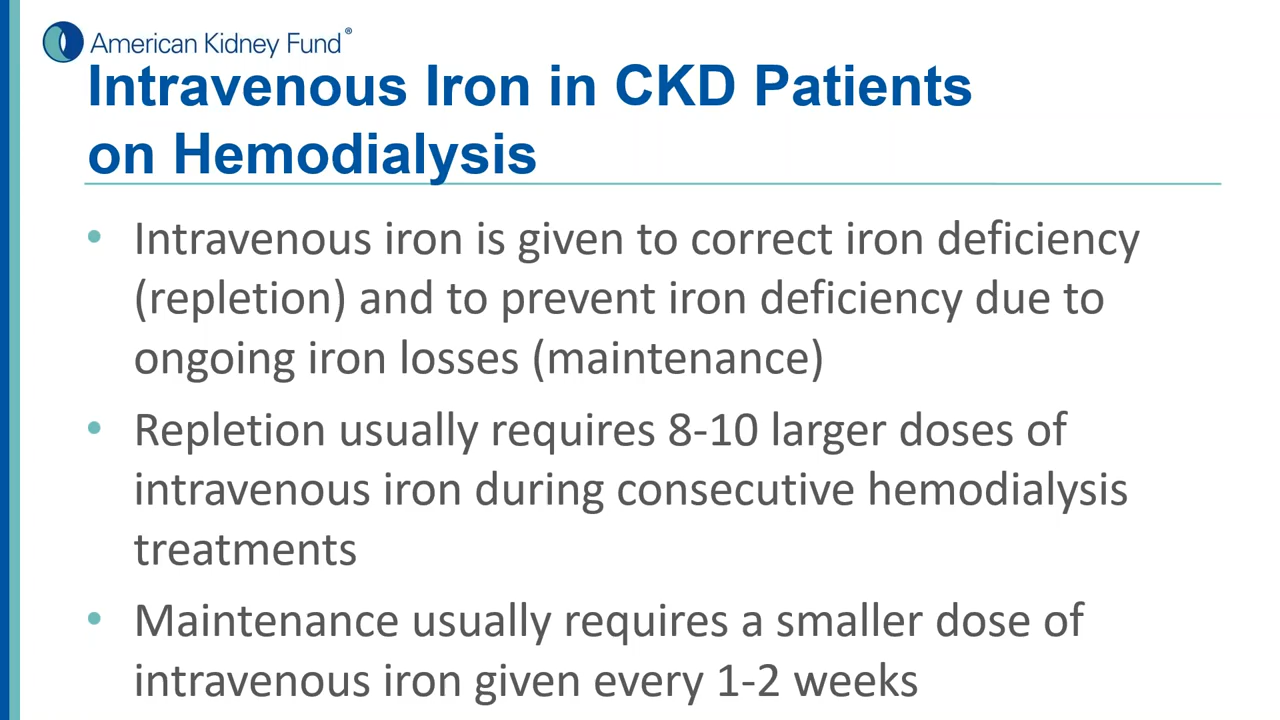 American Kidney Fund®
Intravenous Iron in CKD Patients
on Hemodialysis
• Intravenous iron is given to correct iron deficiency
(repletion) and to prevent iron deficiency due to
ongoing iron losses (maintenance)
• Repletion usually requires 8-10 larger doses of
intravenous iron during consecutive hemodialysis
treatments
• Maintenance usually requires a smaller dose of
intravenous iron given every 1-2 weeks